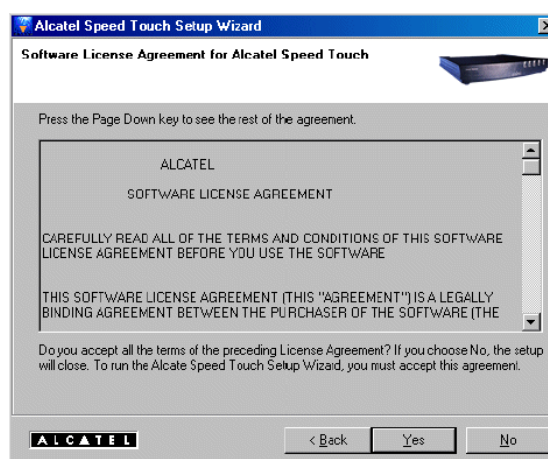 Alcatel Speed Touch Setup Wizard
Software License Agreement for Alcatel Speed Touch
Press the Page Down key to see the rest of the agreement.
ALCATEL
SOFTWARE LICENSE AGREEMENT
CAREFULLY READ ALL OF THE TERMS AND CONDITIONS OF THIS SOFTWARE
LICENSE AGREEMENT BEFORE YOU USE THE SOFTWARE
THIS SOFTWARE LICENSE AGREEMENT (THIS "AGREEMENT") IS A LEGALLY
BINDING AGREEMENT BETWEEN THE PURCHASER OF THE SOFTWARE (THE
Do you accept all the terms of the preceding License Agreement? If you choose No, the setup
will close. To run the Alcate Speed Touch Setup Wizard, you must accept this agreement.
ALCATEL
< Back
Yes
No